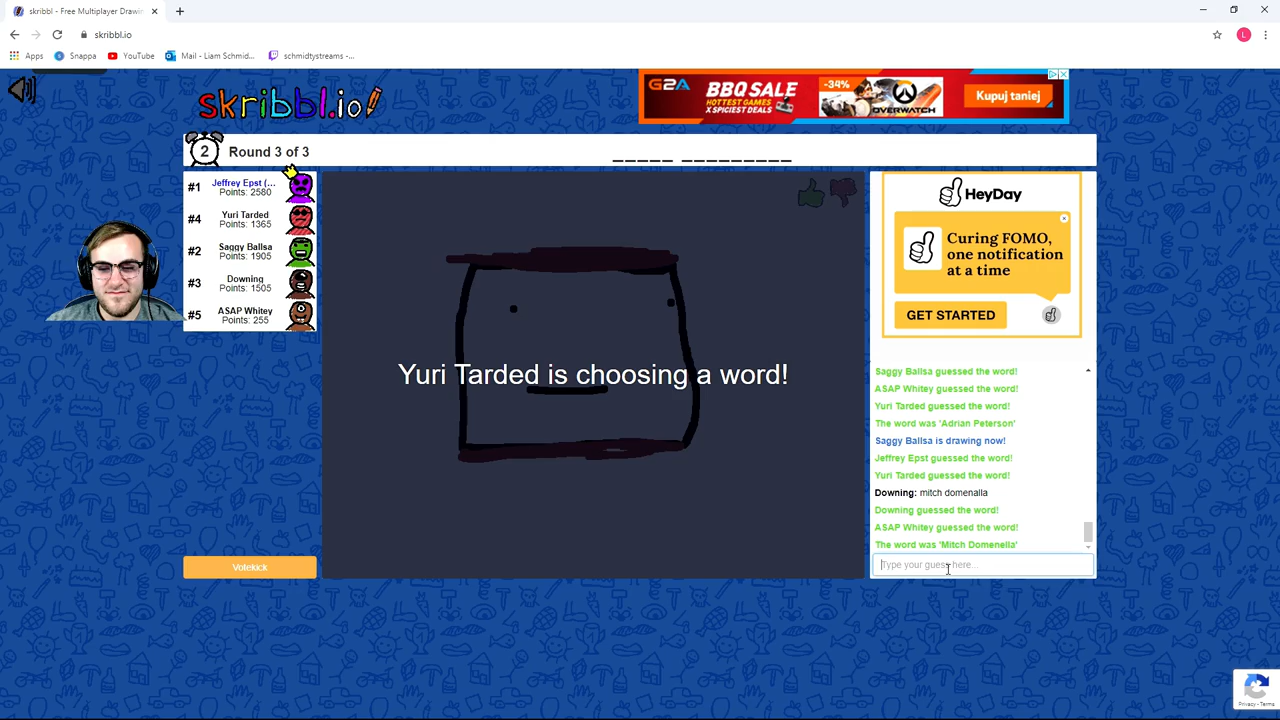 skribbl - Free Multiplayer Drawin
skribbl.io
Apps
Snappa
YouTube
Mail - Liam Schmid...
schmidtystreams -...
skribbl.io
G2A
BBQ SALE
HOTTEST GAMES
X SPICIEST DEALS
-34%
OVERWATCH
Kupuj taniej
2
Round 3 of 3
_____ _________
#1
Jeffrey Epst (...
Points: 2580
#4
Yuri Tarded
Points: 1365
#2
Saggy Ballsa
Points: 1905
#3
Downing
Points: 1505
#5
ASAP Whitey
Points: 255
Votekick
Yuri Tarded is choosing a word!
HeyDay
Curing FOMO,
one notification
at a time
GET STARTED
Saggy Ballsa guessed the word!
ASAP Whitey guessed the word!
Yuri Tarded guessed the word!
The word was 'Adrian Peterson'
Saggy Ballsa is drawing now!
Jeffrey Epst guessed the word!
Yuri Tarded guessed the word!
Downing: mitch domenalla
Downing guessed the word!
ASAP Whitey guessed the word!
The word was 'Mitch Domenella'
Type your guess here...
Privacy - Terms